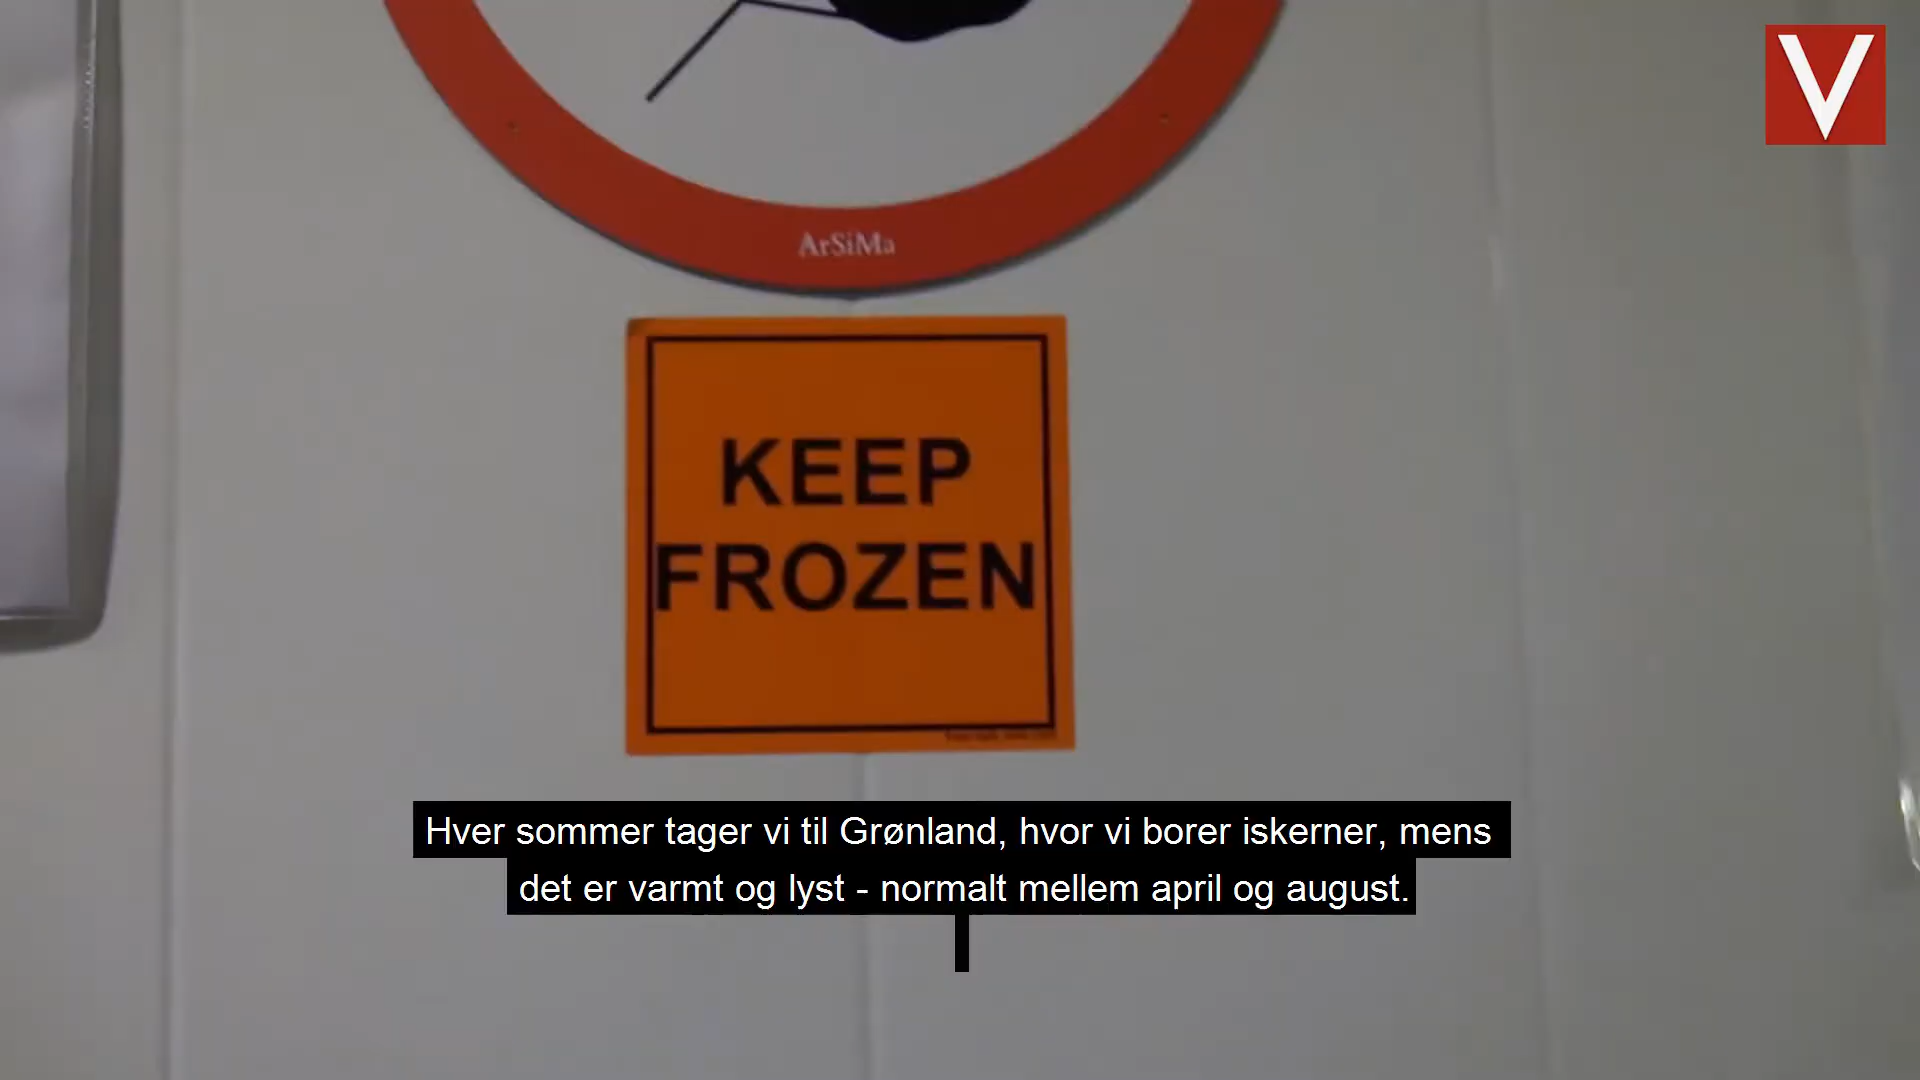 V
ArSiMa
KEEP
FROZEN
Hver sommer tager vi til Grønland, hvor vi borer iskerner, mens
det er varmt og lyst - normalt mellem april og august.